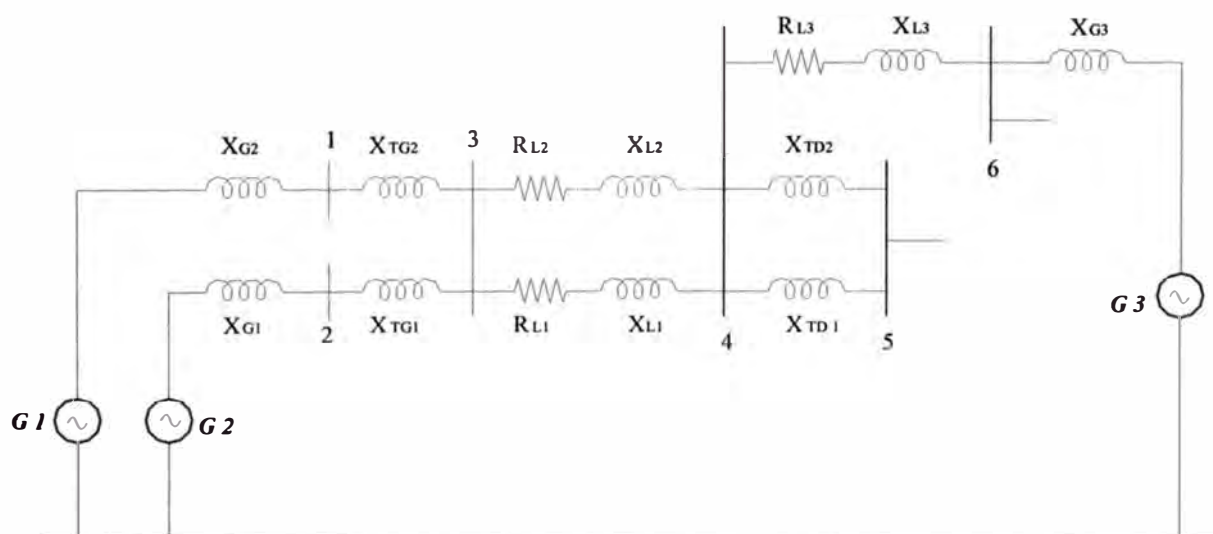 RL3 XL3 XG3
XG2 1 XTG2 3 RL2 XL2 XTD2
6
XG1 2 XTG1 RL1 XL1 4 XTD1 5
G3
G1 G2